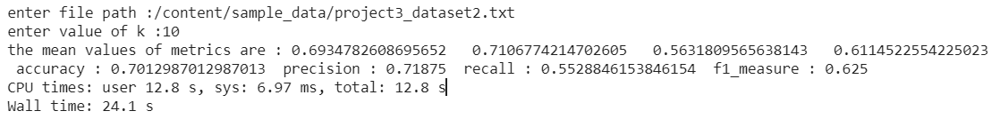 enter file path :/content/sample_data/project3_dataset2.txt
enter value of k :10
the mean values of metrics are : 0.6934782608695652 0.7106774214702605 0.5631809565638143 0.6114522554225023
accuracy : 0.7012987012987013 precision : 0.71875 recall : 0.5528846153846154 f1_measure : 0.625
CPU times: user 12.8 s, sys: 6.97 ms, total: 12.8 s
Wall time: 24.1 s